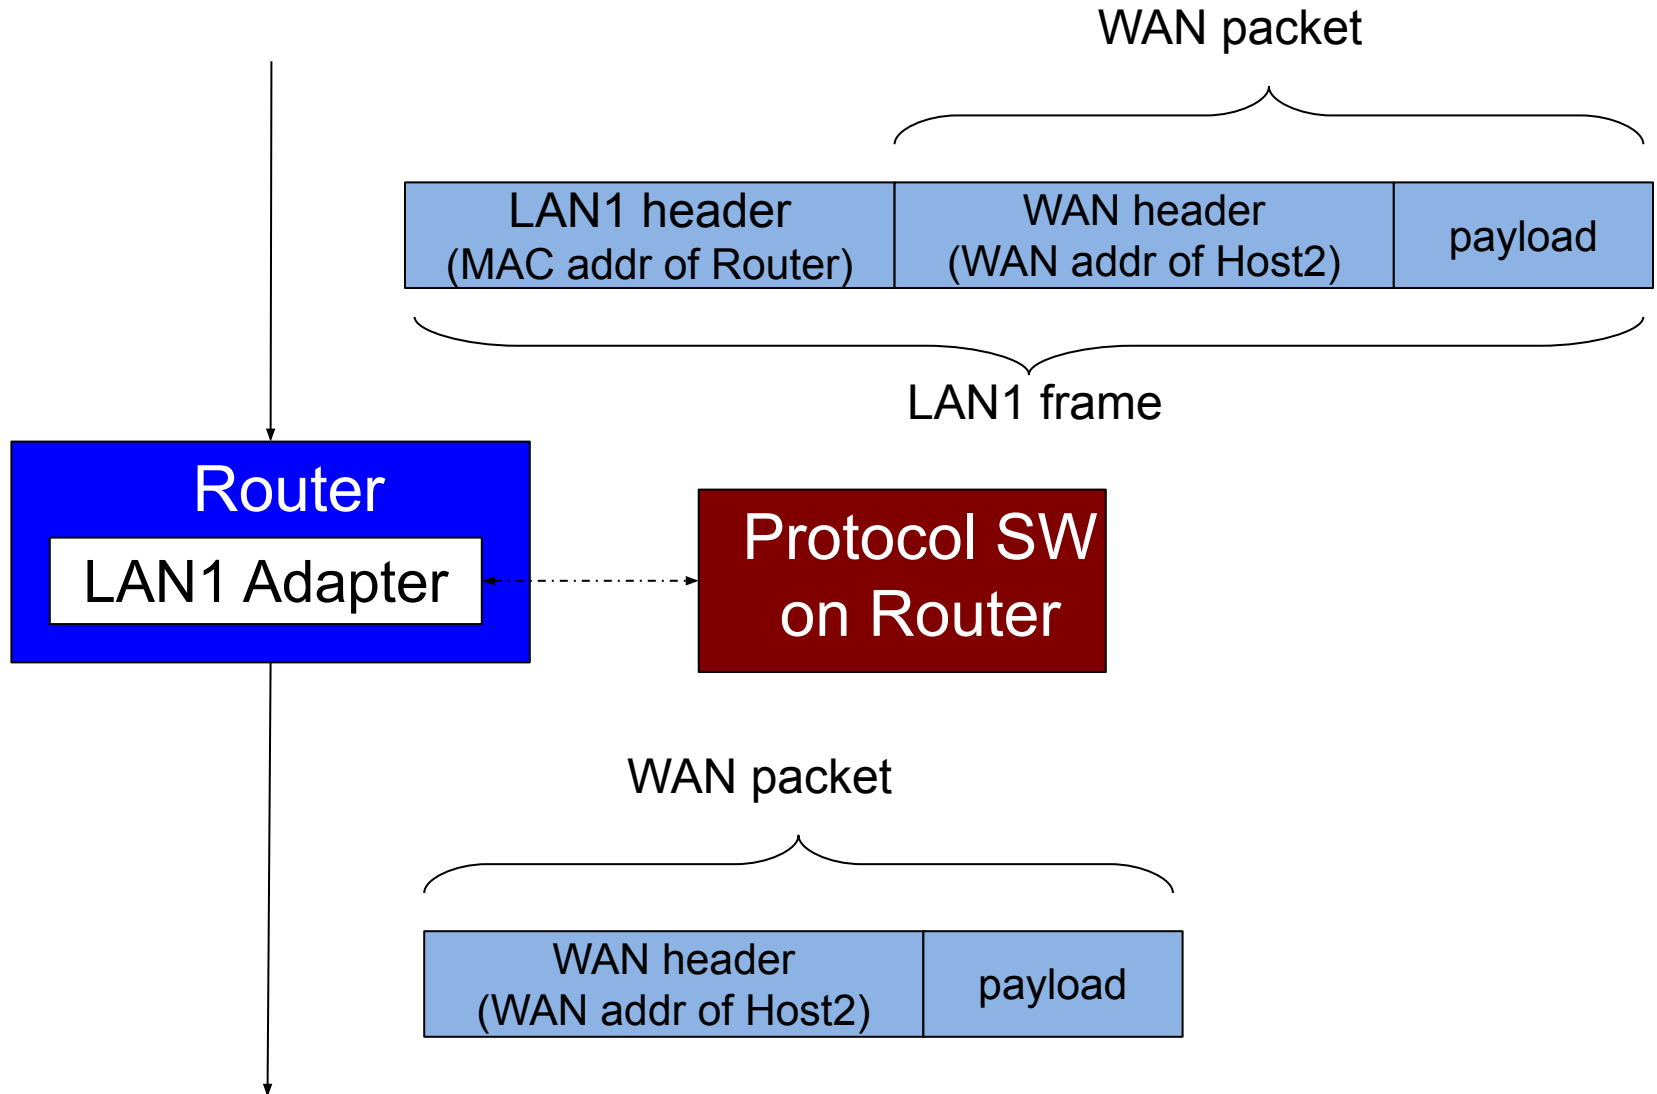 WAN packet
LAN1 header
(MAC addr of Router)
WAN header
(WAN addr of Host2)
payload
LAN1 frame
Router
LAN1 Adapter
Protocol SW
on Router
WAN packet
WAN header
(WAN addr of Host2)
payload